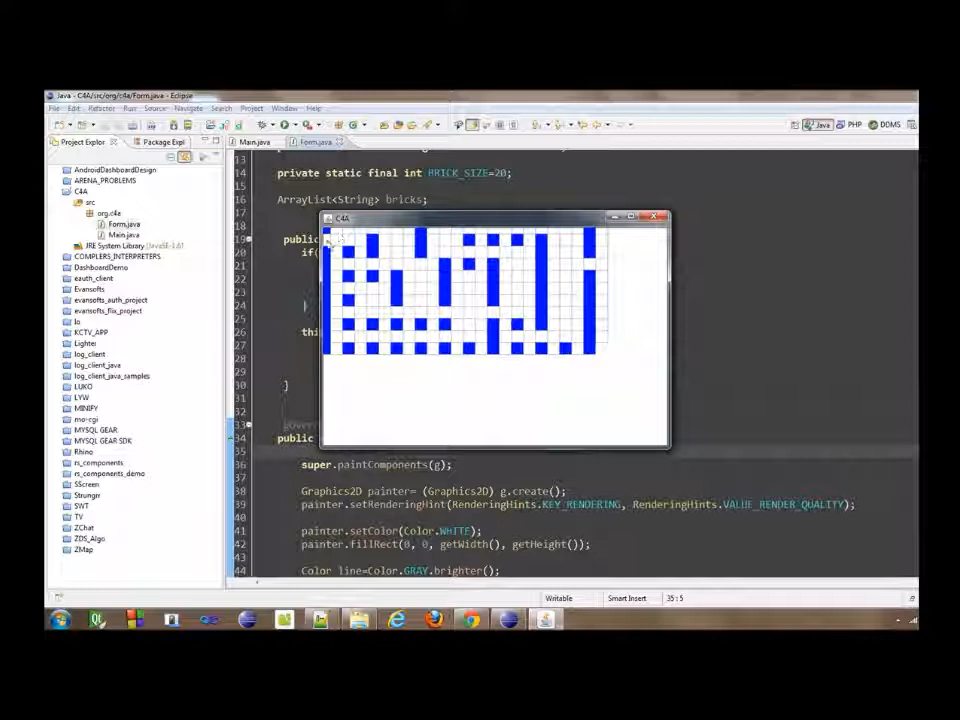 Java - C4A/src/org/c4a/Form.java - Eclipse
File Edit Refactor Run Source Navigate Search Project Window Help
Java PHP DDMS
Project Explor Package Expl
Main.java Form.java
AndroidDashboardDesign
ARENA_PROBLEMS
C4A
src
org.c4a
Form.java
Main.java
JRE System Library [JavaSE-1.6]
COMPLERS_INTERPRETERS
DashboardDemo
eauth_client
Evansofts
evansofts_auth_project
evansofts_flix_project
Io
KCTV_APP
Lighter
log_client
log_client_java
log_client_java_samples
LUKO
LYW
MINIFY
mo-cgi
MYSQL GEAR
MYSQL GEAR SDK
Rhino
rs_components
rs_components_demo
SScreen
Strungrr
SWT
TV
ZChat
ZDS_Algo
ZMap
13
14 private static final int BRICK_SIZE=20;
15
16 ArrayList<String> bricks;
17
C4A
18
19 public
20 if(
21
22
23
24 }
25
26 thi
27
28
29
30 }
31
32
33
34 public
35
36 super.paintComponents(g);
37
38 Graphics2D painter= (Graphics2D) g.create();
39 painter.setRenderingHint(RenderingHints.KEY_RENDERING, RenderingHints.VALUE_RENDER_QUALITY);
40
41 painter.setColor(Color.WHITE);
42 painter.fillRect(0, 0, getWidth(), getHeight());
43
44 Color line=Color.GRAY.brighter();
Writable Smart Insert 35 : 5